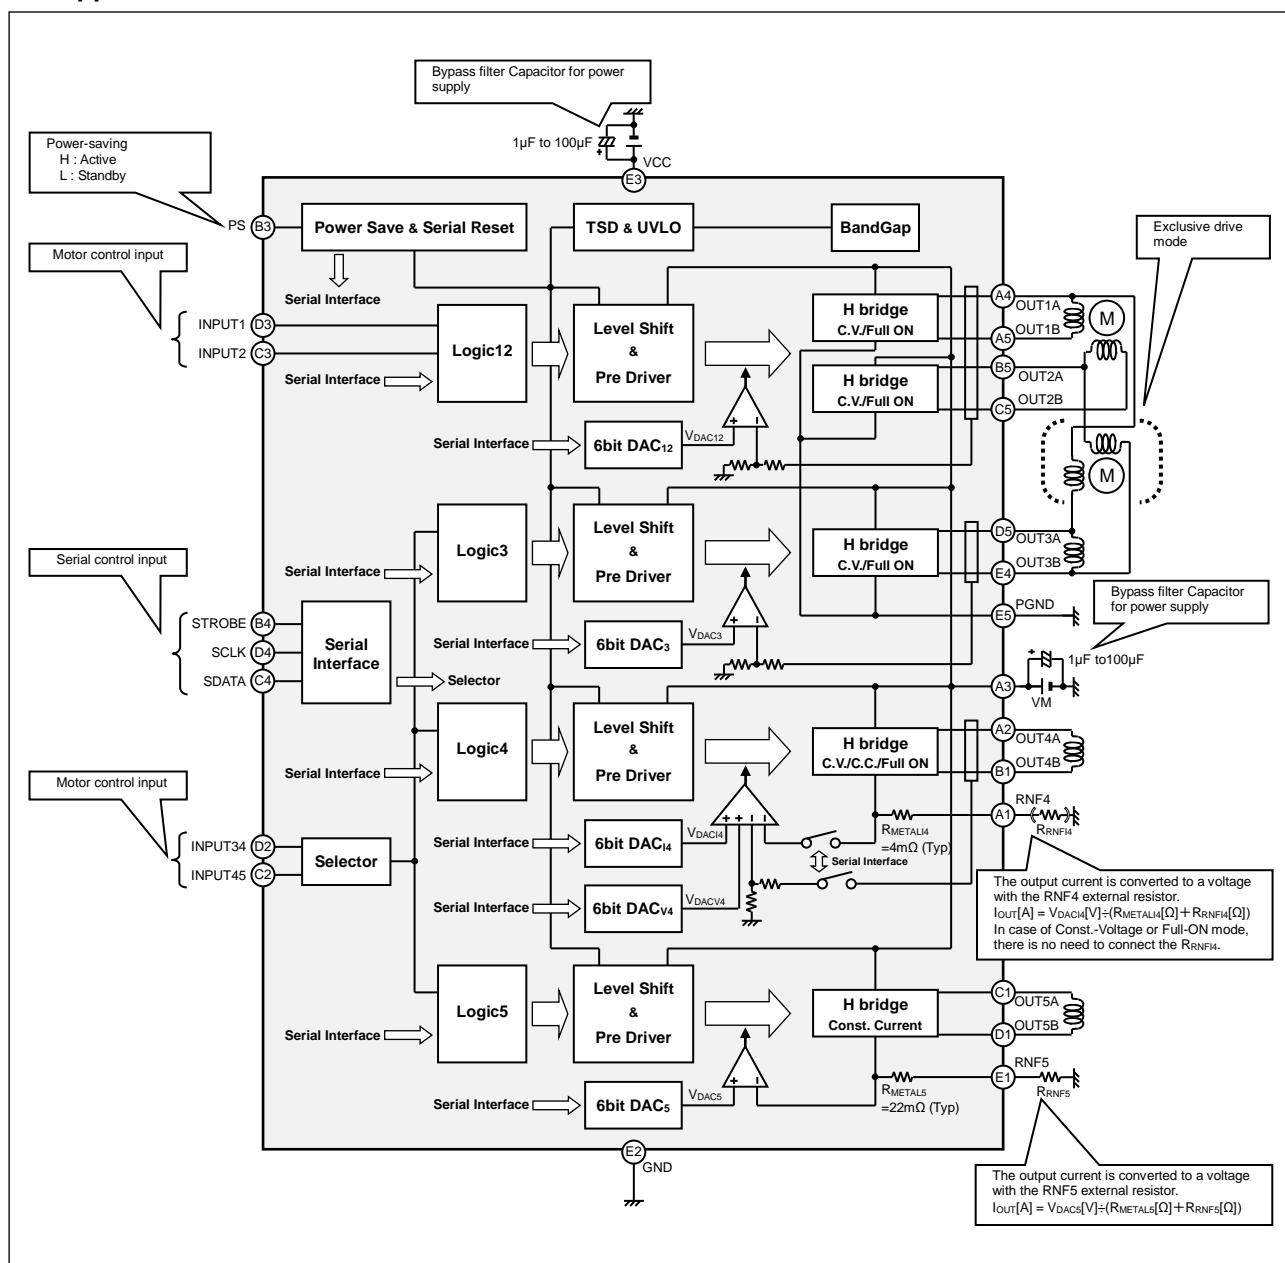 Bypass filter Capacitor for power
supply
1µF to 100µF
+
VCC
E3
Power-saving
H : Active
L : Standby
PS
B3
Power Save & Serial Reset
TSD & UVLO
BandGap
Exclusive drive
mode
Motor control input
Serial Interface
INPUT1
D3
INPUT2
C3
Logic12
Level Shift
&
Pre Driver
H bridge
C.V./Full ON
A4
OUT1A
OUT1B
A5
M
Serial Interface
H bridge
C.V./Full ON
B5
OUT2A
OUT2B
C5
Serial Interface
6bit DAC12
VDAC12
+
−
M
Logic3
Level Shift
&
Pre Driver
H bridge
C.V./Full ON
D5
OUT3A
OUT3B
E4
Serial control input
Serial Interface
Serial Interface
6bit DAC3
VDAC3
+
−
E5
PGND
Bypass filter Capacitor
for power supply
STROBE
B4
SCLK
D4
SDATA
C4
Serial
Interface
Selector
+
1µF to100µF
A3
VM
Logic4
Level Shift
&
Pre Driver
H bridge
C.V./C.C./Full ON
A2
OUT4A
OUT4B
B1
Serial Interface
Motor control input
INPUT34
D2
INPUT45
C2
Selector
Serial Interface
6bit DACI4
VDACI4
+
+
−
−
RMETALI4
=4mΩ (Typ)
A1
RNF4
RRNFI4
Serial Interface
Serial Interface
6bit DACV4
VDACV4
The output current is converted to a voltage
with the RNF4 external resistor.
IOUT[A] = VDACI4[V]÷(RMETALI4[Ω]+RRNFI4[Ω])
In case of Const.-Voltage or Full-ON mode,
there is no need to connect the RRNFI4.
Logic5
Level Shift
&
Pre Driver
H bridge
Const. Current
C1
OUT5A
OUT5B
D1
Serial Interface
Serial Interface
6bit DAC5
VDAC5
+
−
RMETAL5
=22mΩ (Typ)
E1
RNF5
RRNF5
E2
GND
The output current is converted to a voltage
with the RNF5 external resistor.
IOUT[A] = VDAC5[V]÷(RMETAL5[Ω]+RRNF5[Ω])